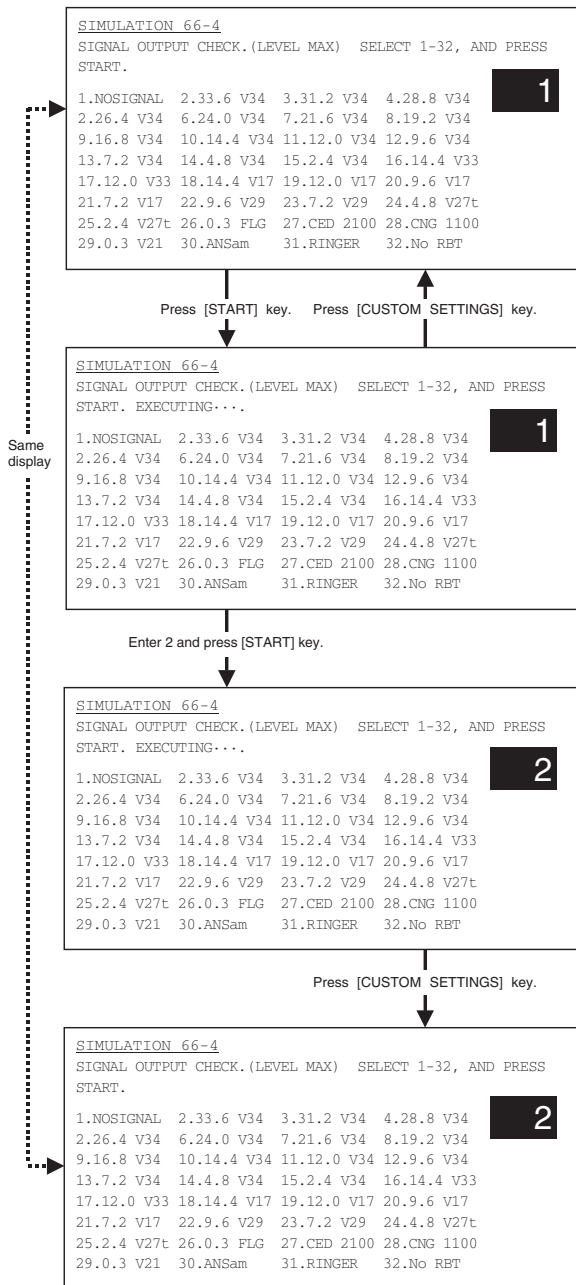 SIMULATION 66-4
SIGNAL OUTPUT CHECK.(LEVEL MAX) SELECT 1-32, AND PRESS
START.
1
1.NOSIGNAL 2.33.6 V34 3.31.2 V34 4.28.8 V34
2.26.4 V34 6.24.0 V34 7.21.6 V34 8.19.2 V34
9.16.8 V34 10.14.4 V34 11.12.0 V34 12.9.6 V34
13.7.2 V34 14.4.8 V34 15.2.4 V34 16.14.4 V33
17.12.0 V33 18.14.4 V17 19.12.0 V17 20.9.6 V17
21.7.2 V17 22.9.6 V29 23.7.2 V29 24.4.8 V27t
25.2.4 V27t 26.0.3 FLG 27.CED 2100 28.CNG 1100
29.0.3 V21 30.ANSam 31.RINGER 32.No RBT
Press [START] key. Press [CUSTOM SETTINGS] key.
SIMULATION 66-4
SIGNAL OUTPUT CHECK.(LEVEL MAX) SELECT 1-32, AND PRESS
START. EXECUTING···.
1
1.NOSIGNAL 2.33.6 V34 3.31.2 V34 4.28.8 V34
2.26.4 V34 6.24.0 V34 7.21.6 V34 8.19.2 V34
9.16.8 V34 10.14.4 V34 11.12.0 V34 12.9.6 V34
13.7.2 V34 14.4.8 V34 15.2.4 V34 16.14.4 V33
17.12.0 V33 18.14.4 V17 19.12.0 V17 20.9.6 V17
21.7.2 V17 22.9.6 V29 23.7.2 V29 24.4.8 V27t
25.2.4 V27t 26.0.3 FLG 27.CED 2100 28.CNG 1100
29.0.3 V21 30.ANSam 31.RINGER 32.No RBT
Same
display
Enter 2 and press [START] key.
SIMULATION 66-4
SIGNAL OUTPUT CHECK.(LEVEL MAX) SELECT 1-32, AND PRESS
START. EXECUTING···.
2
1.NOSIGNAL 2.33.6 V34 3.31.2 V34 4.28.8 V34
2.26.4 V34 6.24.0 V34 7.21.6 V34 8.19.2 V34
9.16.8 V34 10.14.4 V34 11.12.0 V34 12.9.6 V34
13.7.2 V34 14.4.8 V34 15.2.4 V34 16.14.4 V33
17.12.0 V33 18.14.4 V17 19.12.0 V17 20.9.6 V17
21.7.2 V17 22.9.6 V29 23.7.2 V29 24.4.8 V27t
25.2.4 V27t 26.0.3 FLG 27.CED 2100 28.CNG 1100
29.0.3 V21 30.ANSam 31.RINGER 32.No RBT
Press [CUSTOM SETTINGS] key.
SIMULATION 66-4
SIGNAL OUTPUT CHECK.(LEVEL MAX) SELECT 1-32, AND PRESS
START.
2
1.NOSIGNAL 2.33.6 V34 3.31.2 V34 4.28.8 V34
2.26.4 V34 6.24.0 V34 7.21.6 V34 8.19.2 V34
9.16.8 V34 10.14.4 V34 11.12.0 V34 12.9.6 V34
13.7.2 V34 14.4.8 V34 15.2.4 V34 16.14.4 V33
17.12.0 V33 18.14.4 V17 19.12.0 V17 20.9.6 V17
21.7.2 V17 22.9.6 V29 23.7.2 V29 24.4.8 V27t
25.2.4 V27t 26.0.3 FLG 27.CED 2100 28.CNG 1100
29.0.3 V21 30.ANSam 31.RINGER 32.No RBT